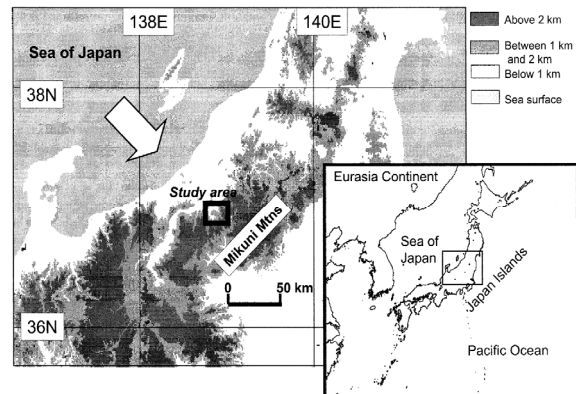 138E
140E
Sea of Japan
38N
Study area
Mikuni Mtns
0
50 km
36N
Above 2 km
Between 1 km
and 2 km
Below 1 km
Sea surface
Eurasia Continent
Sea of
Japan
Japan Islands
Pacific Ocean